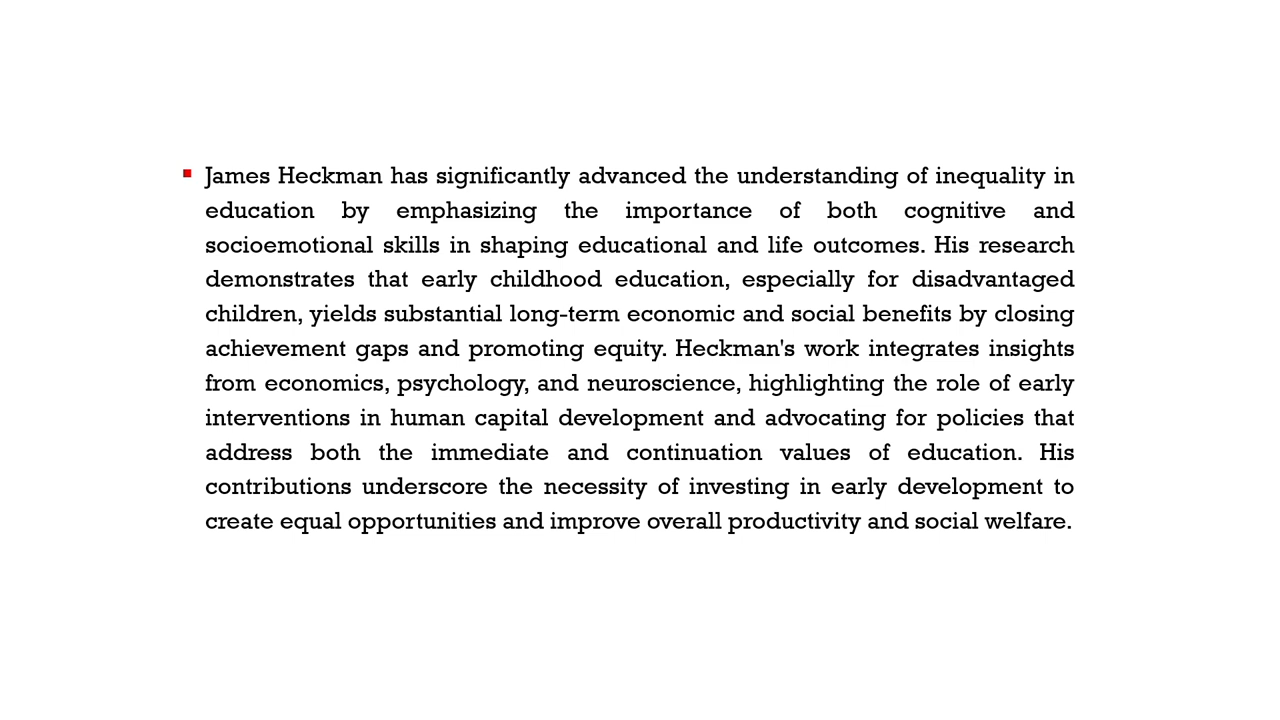 James Heckman has significantly advanced the understanding of inequality in
education by emphasizing the importance of both cognitive and
socioemotional skills in shaping educational and life outcomes. His research
demonstrates that early childhood education, especially for disadvantaged
children, yields substantial long-term economic and social benefits by closing
achievement gaps and promoting equity. Heckman's work integrates insights
from economics, psychology, and neuroscience, highlighting the role of early
interventions in human capital development and advocating for policies that
address both the immediate and continuation values of education. His
contributions underscore the necessity of investing in early development to
create equal opportunities and improve overall productivity and social welfare.